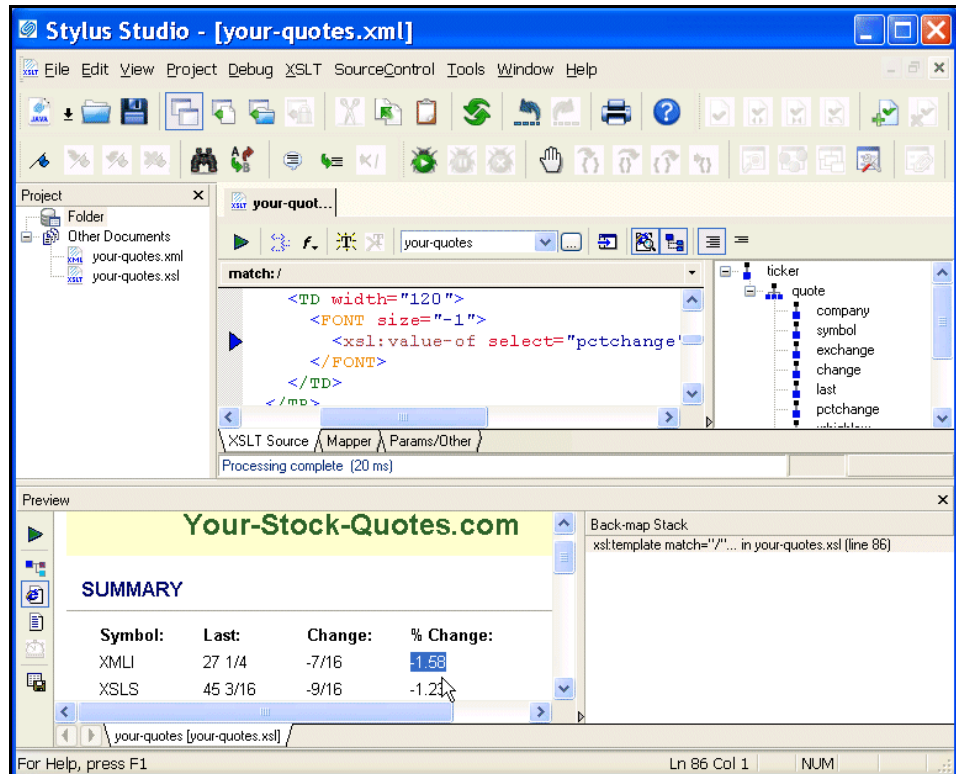 Stylus Studio - [your-quotes.xml]
File Edit View Project Debug XSLT SourceControl Tools Window Help
JAVA
Project
Folder
Other Documents
your-quotes.xml
your-quotes.xsl
your-quot...
your-quotes
match:/
<TD width="120">
<FONT size="-1">
<xsl:value-of select="pctchange"
</FONT>
</TD>
</TR>
ticker
quote
company
symbol
exchange
change
last
pctchange
XSLT Source Mapper Params/Other
Processing complete (20 ms)
Preview
Your-Stock-Quotes.com
SUMMARY
Symbol: Last: Change: % Change:
XMLI 27 1/4 -7/16 -1.58
XSLS 45 3/16 -9/16 -1.23
Back-map Stack
xsl:template match="/"... in your-quotes.xsl (line 86)
your-quotes [your-quotes.xsl]
For Help, press F1
Ln 86 Col 1 NUM